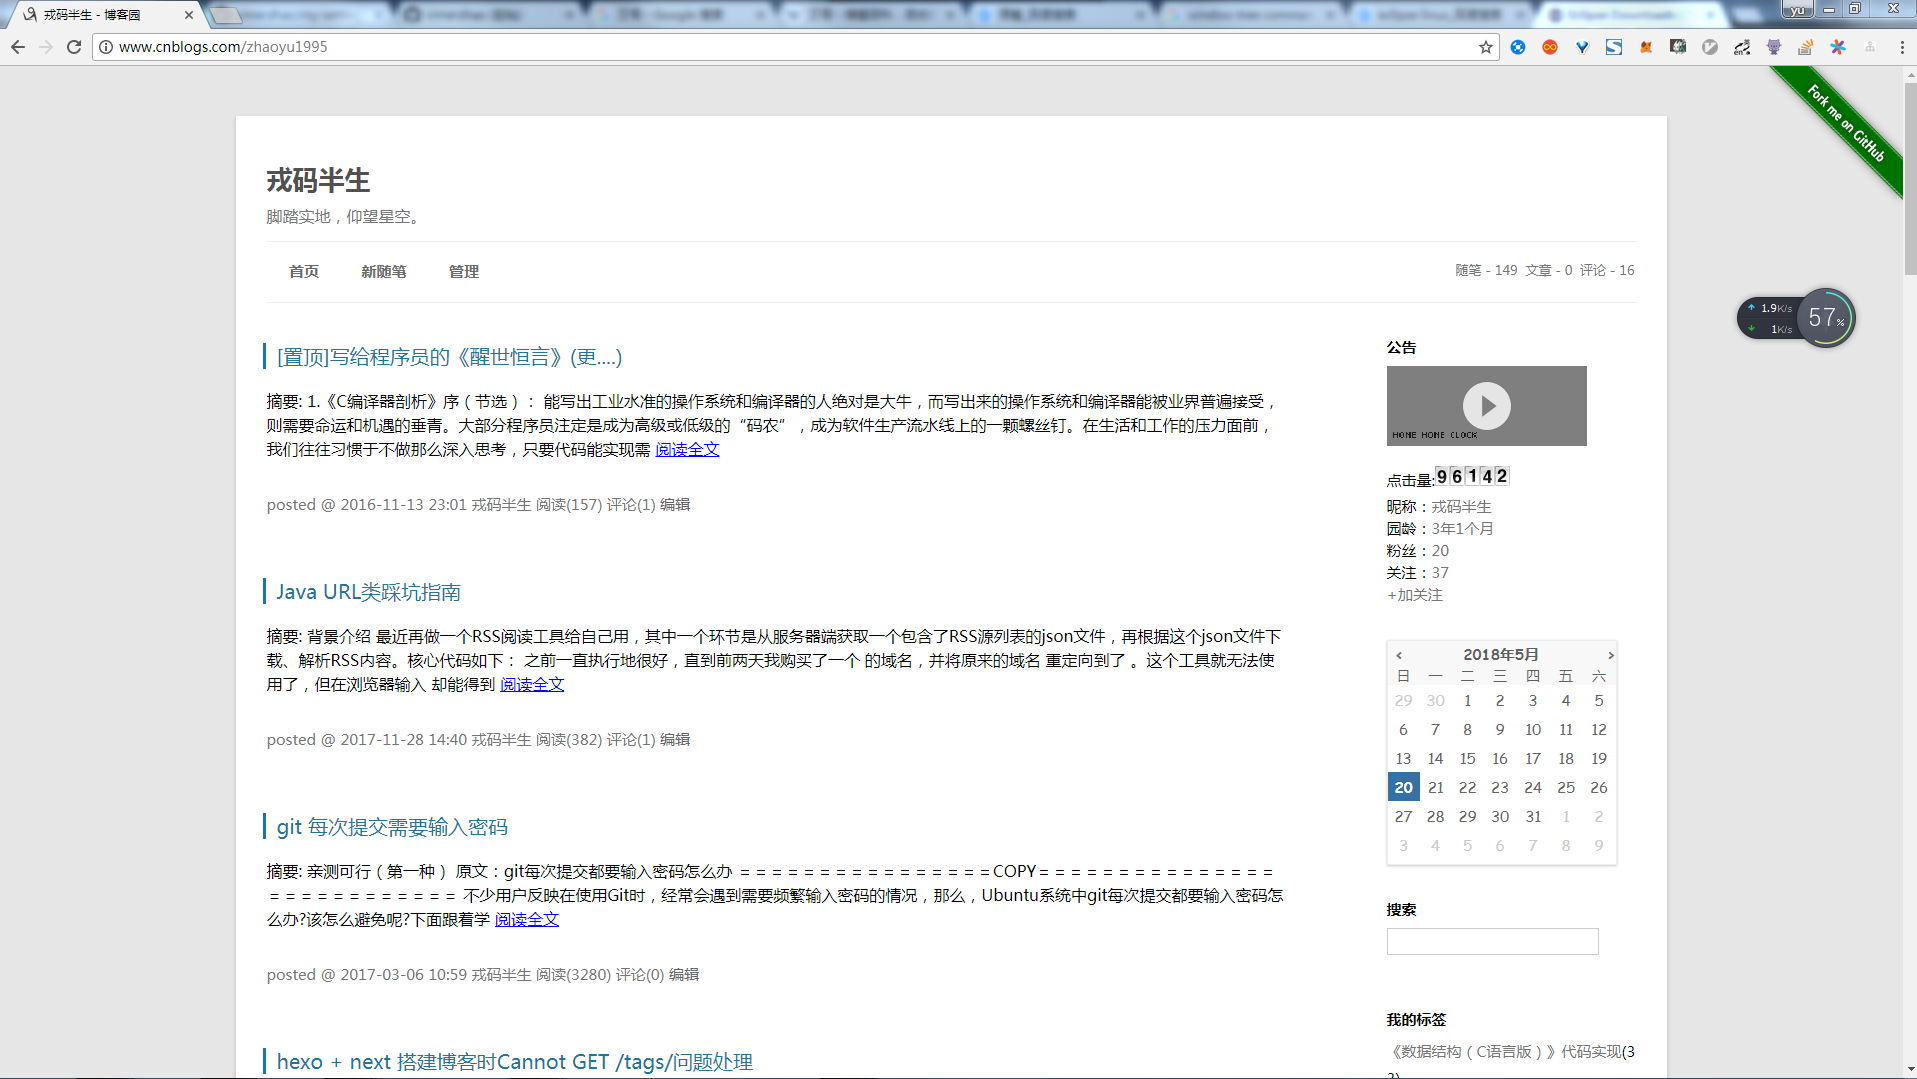 戎码半生 - 博客园
yu
www.cnblogs.com/zhaoyu1995
Fork me on GitHub
戎码半生
脚踏实地，仰望星空。
首页 新随笔 管理
随笔 - 149 文章 - 0 评论 - 16
1.9K/s
1K/s
57%
[置顶]写给程序员的《醒世恒言》(更....)
摘要: 1.《C编译器剖析》序（节选）： 能写出工业水准的操作系统和编译器的人绝对是大牛，而写出来的操作系统和编译器能被业界普遍接受，
则需要命运和机遇的垂青。大部分程序员注定是成为高级或低级的“码农”，成为软件生产流水线上的一颗螺丝钉。在生活和工作的压力面前，
我们往往习惯于不做那么深入思考，只要代码能实现需 阅读全文
posted @ 2016-11-13 23:01 戎码半生 阅读(157) 评论(1) 编辑
Java URL类踩坑指南
摘要: 背景介绍 最近再做一个RSS阅读工具给自己用，其中一个环节是从服务器端获取一个包含了RSS源列表的json文件，再根据这个json文件下
载、解析RSS内容。核心代码如下： 之前一直执行地很好，直到前两天我购买了一个 的域名，并将原来的域名 重定向到了 。这个工具就无法使
用了，但在浏览器输入 却能得到 阅读全文
posted @ 2017-11-28 14:40 戎码半生 阅读(382) 评论(1) 编辑
git 每次提交需要输入密码
摘要: 亲测可行（第一种） 原文：git每次提交都要输入密码怎么办 ＝＝＝＝＝＝＝＝＝＝＝＝＝＝＝＝COPY＝＝＝＝＝＝＝＝＝＝＝＝＝＝＝
＝＝＝＝＝＝＝＝＝＝＝＝ 不少用户反映在使用Git时，经常会遇到需要频繁输入密码的情况，那么，Ubuntu系统中git每次提交都要输入密码怎
么办?该怎么避免呢?下面跟着学 阅读全文
posted @ 2017-03-06 10:59 戎码半生 阅读(3280) 评论(0) 编辑
hexo + next 搭建博客时Cannot GET /tags/问题处理
公告
HONE HONE CLOCK
点击量:96142
昵称：戎码半生
园龄：3年1个月
粉丝：20
关注：37
+加关注
< 2018年5月 >
日 一 二 三 四 五 六
29 30 1 2 3 4 5
6 7 8 9 10 11 12
13 14 15 16 17 18 19
20 21 22 23 24 25 26
27 28 29 30 31 1 2
3 4 5 6 7 8 9
搜索
我的标签
《数据结构（C语言版）》代码实现(3